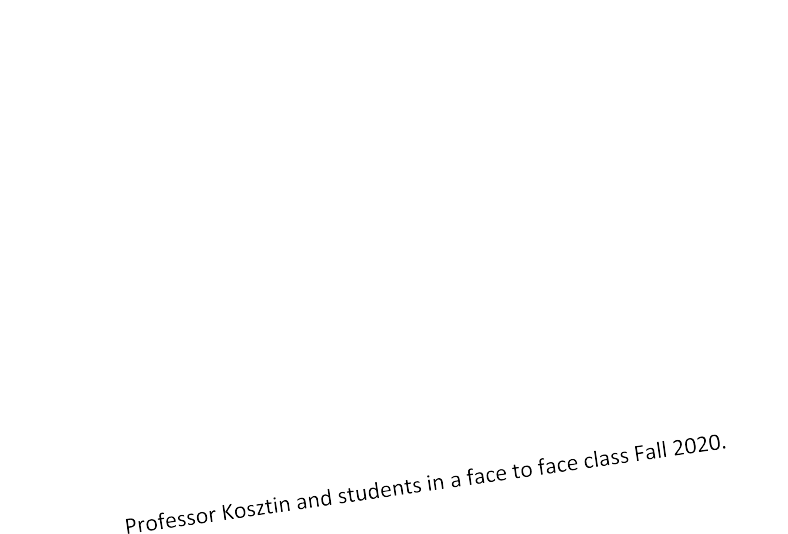 Professor Kosztin and students in a face to face class Fall 2020.